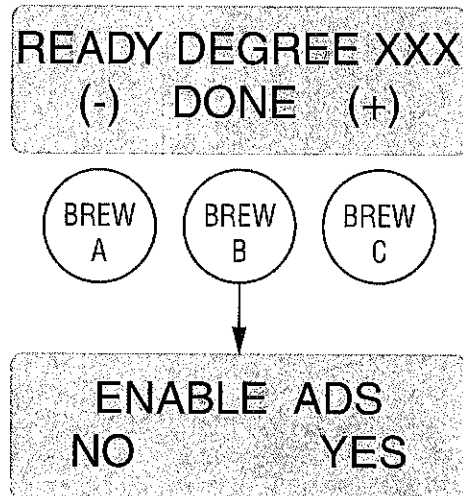 READY DEGREE XXX
(-) DONE (+)
BREW A
BREW B
BREW C
ENABLE ADS
NO YES